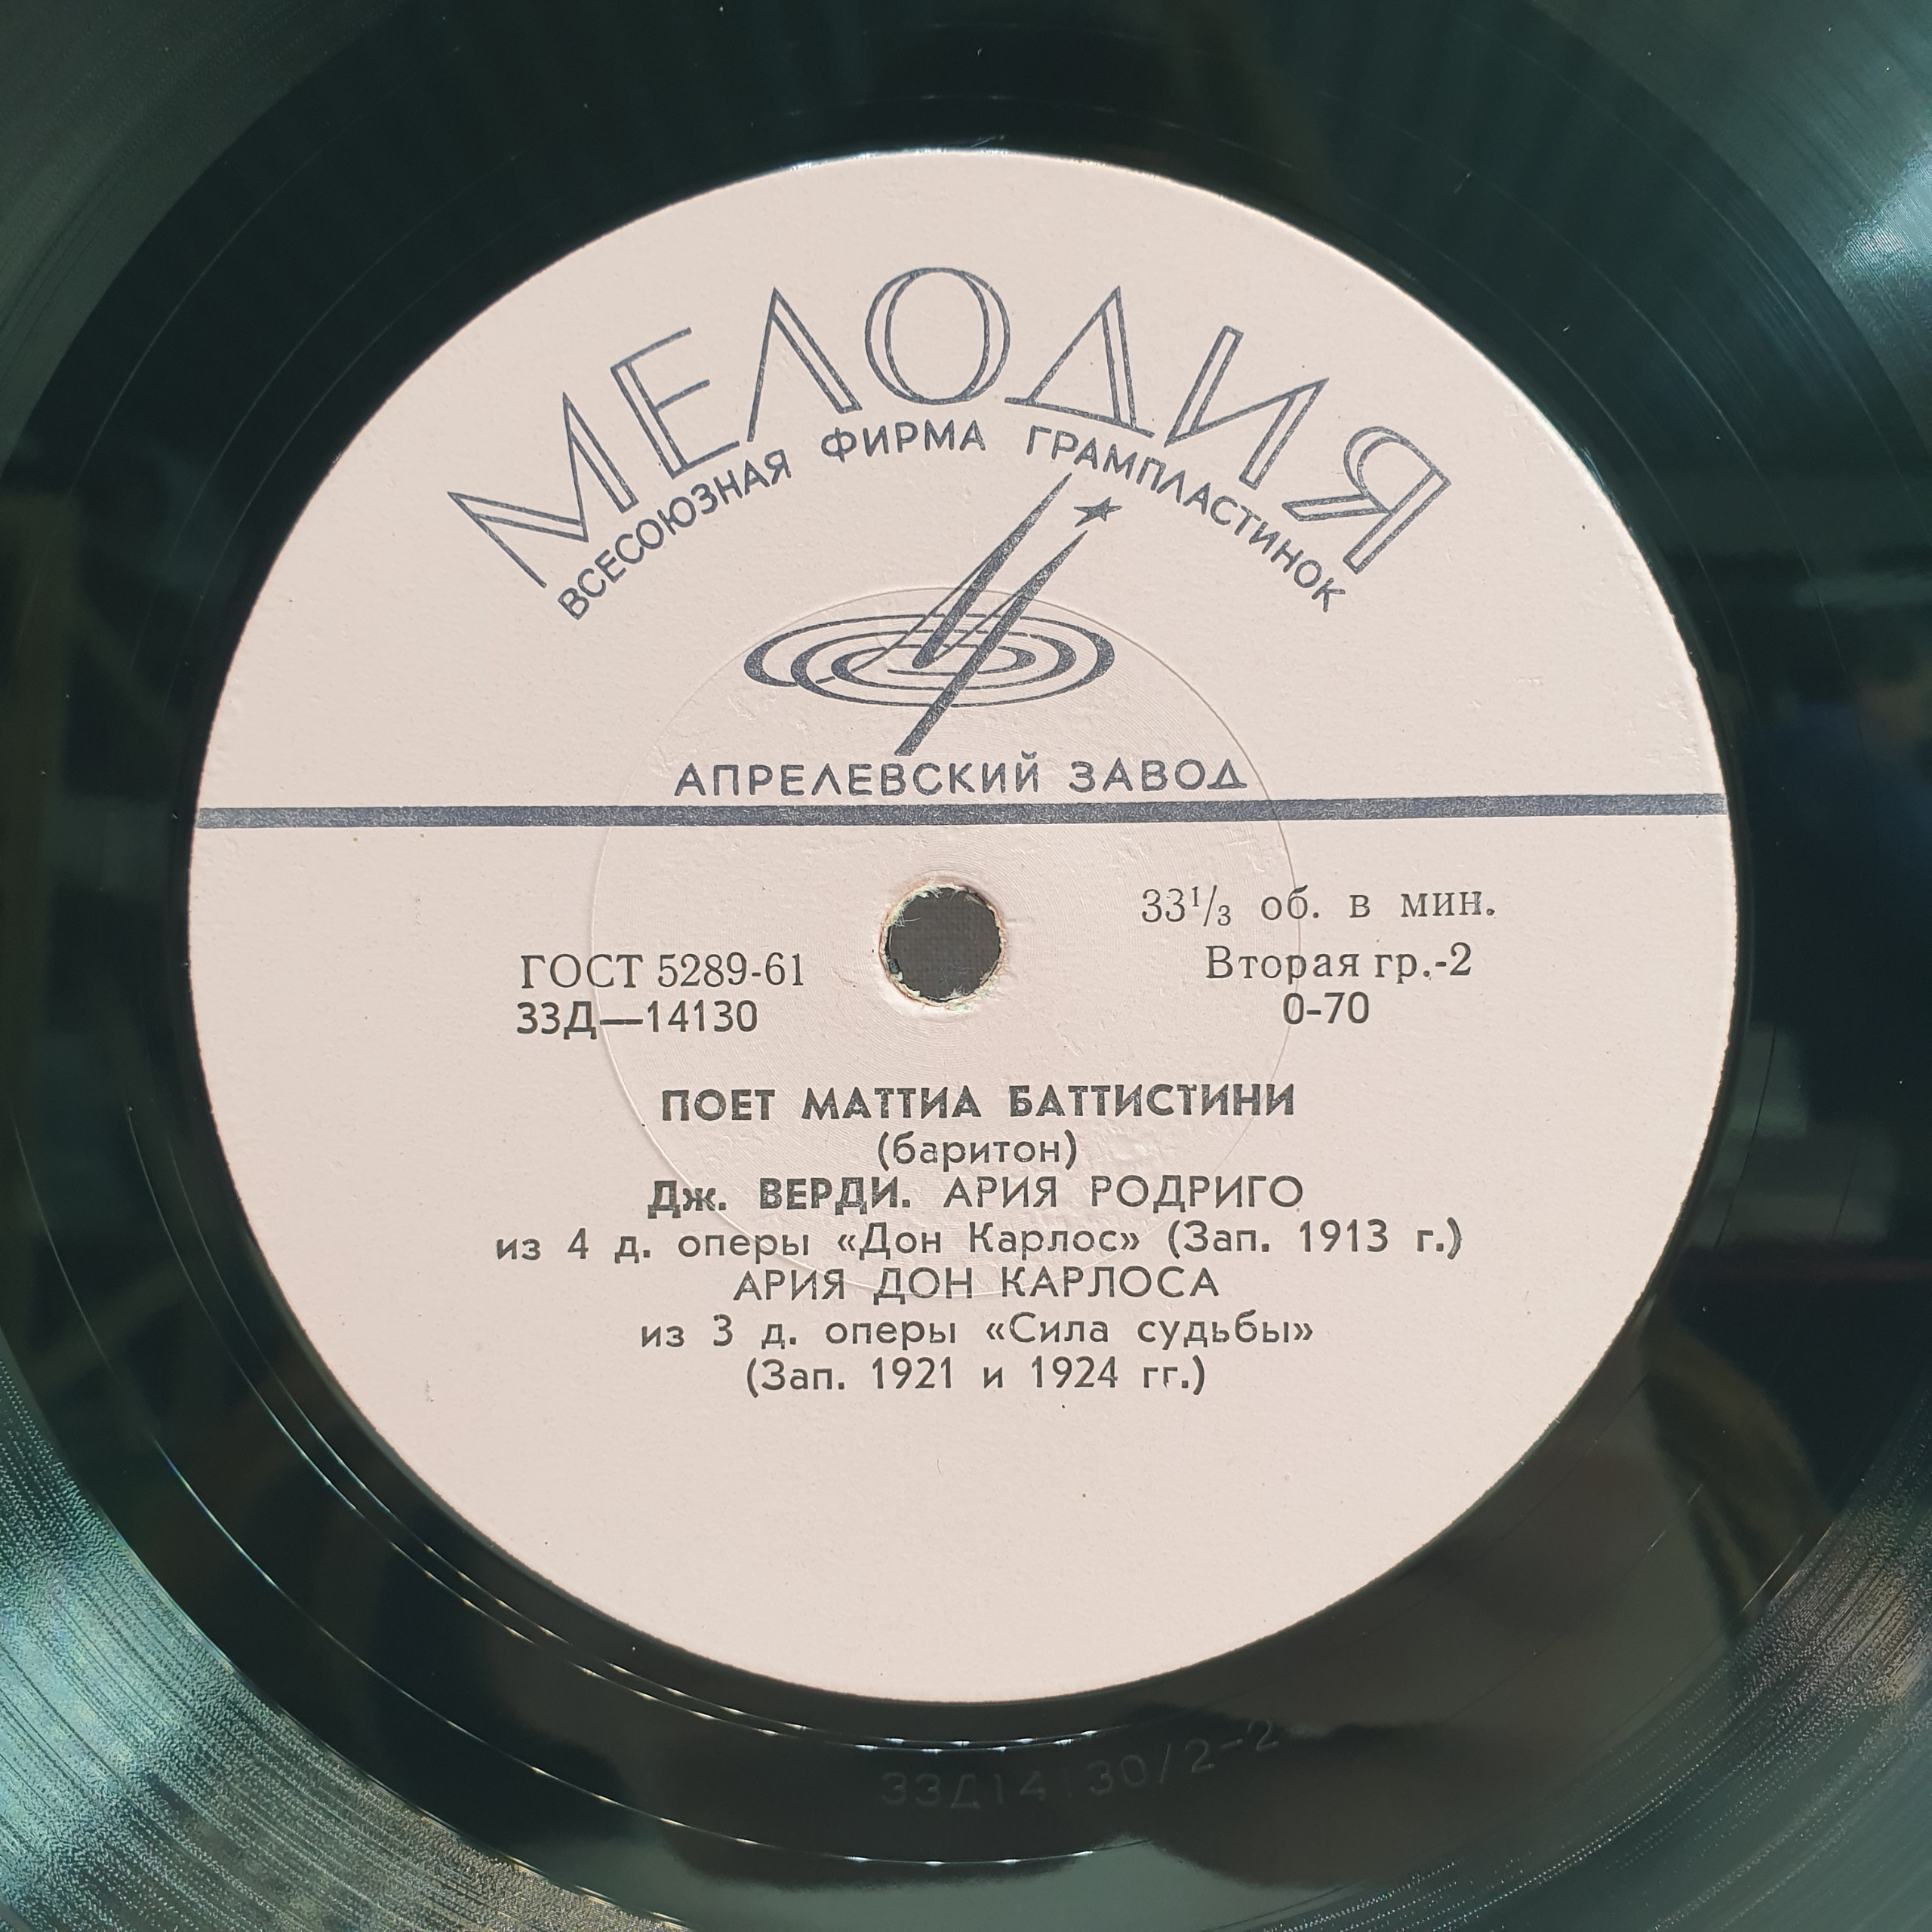 МЕЛОДИЯ
ВСЕСОЮЗНАЯ ФИРМА ГРАМПЛАСТИНОК
АПРЕЛЕВСКИЙ ЗАВОД
33¹/₃ об. в мин.
ГОСТ 5289-61
Вторая гр.-2
33Д—14130
0-70
ПОЕТ МАТТИА БАТТИСТИНИ
(баритон)
Дж. ВЕРДИ. АРИЯ РОДРИГО
из 4 д. оперы «Дон Карлос» (Зап. 1913 г.)
АРИЯ ДОН КАРЛОСА
из 3 д. оперы «Сила судьбы»
(Зап. 1921 и 1924 гг.)
33Д14130/2-2